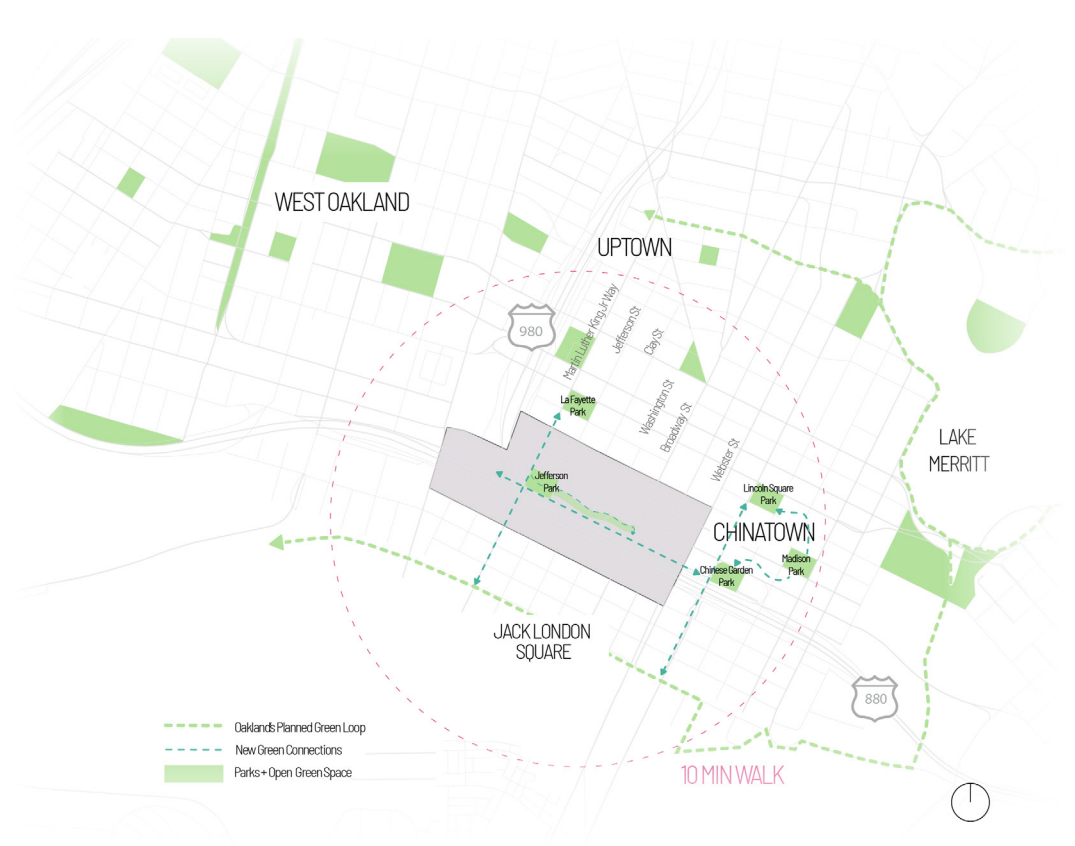 WEST OAKLAND
UPTOWN
980
Martin Luther King Jr Way
Jefferson St
Clay St
Washington St
Broadway St
Webster St
La Fayette
Park
LAKE
MERRITT
Jefferson
Park
Lincoln Square
Park
CHINATOWN
Madison
Park
Chinese Garden
Park
JACK LONDON
SQUARE
880
Oakland's Planned Green Loop
New Green Connections
Parks + Open Green Space
10 MIN WALK